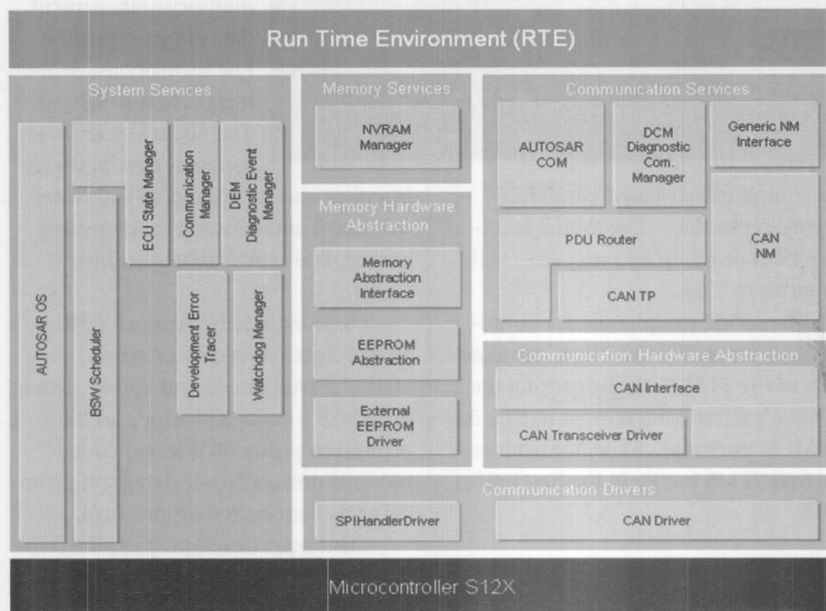 Run Time Environment (RTE)
System Services
AUTOSAR OS
BSW Scheduler
ECU State Manager
Communication
Manager
DEM
Diagnostic Event
Manager
Development Error
Tracer
Watchdog Manager
Memory Services
NVRAM
Manager
Memory Hardware
Abstraction
Memory
Abstraction
Interface
EEPROM
Abstraction
External
EEPROM
Driver
Communication Services
AUTOSAR
COM
DCM
Diagnostic
Com.
Manager
Generic NM
Interface
PDU Router
CAN
NM
CAN TP
Communication Hardware Abstraction
CAN Interface
CAN Transceiver Driver
Communication Drivers
SPIHandlerDriver
CAN Driver
Microcontroller S12X